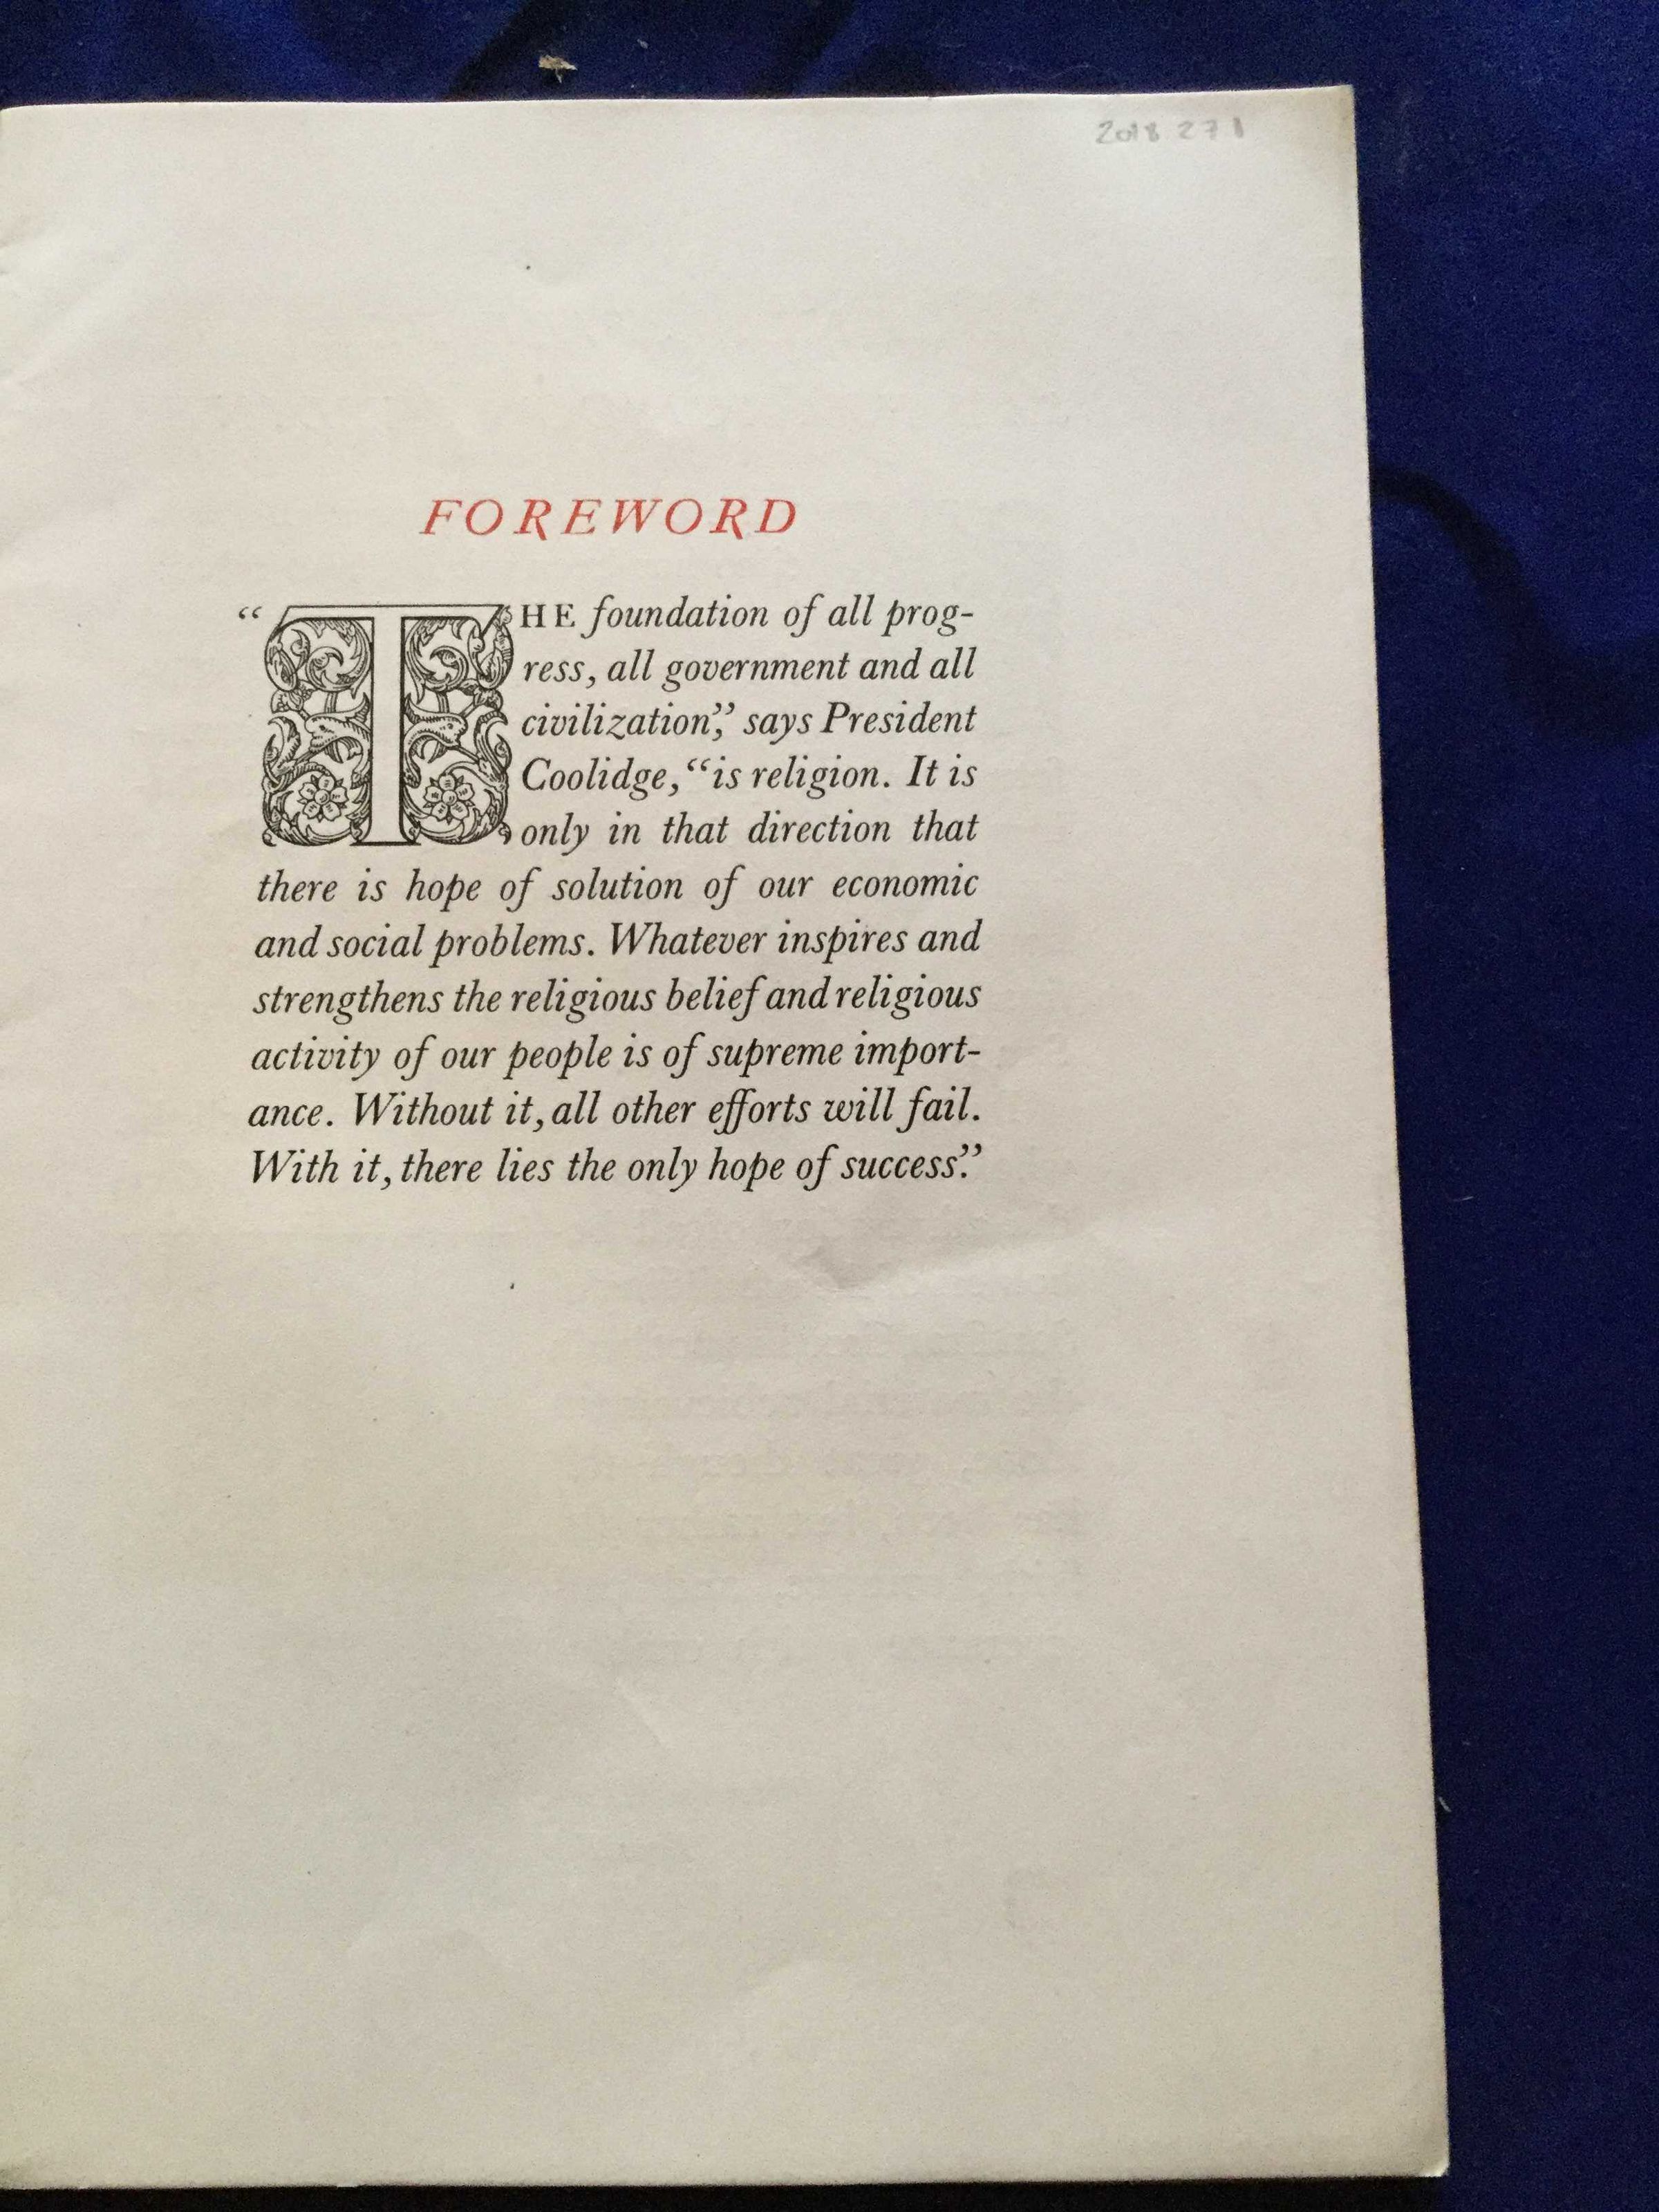 2018 271
FOREWORD
“THE foundation of all prog-
ress, all government and all
civilization,” says President
Coolidge, “is religion. It is
only in that direction that
there is hope of solution of our economic
and social problems. Whatever inspires and
strengthens the religious belief and religious
activity of our people is of supreme import-
ance. Without it, all other efforts will fail.
With it, there lies the only hope of success.”